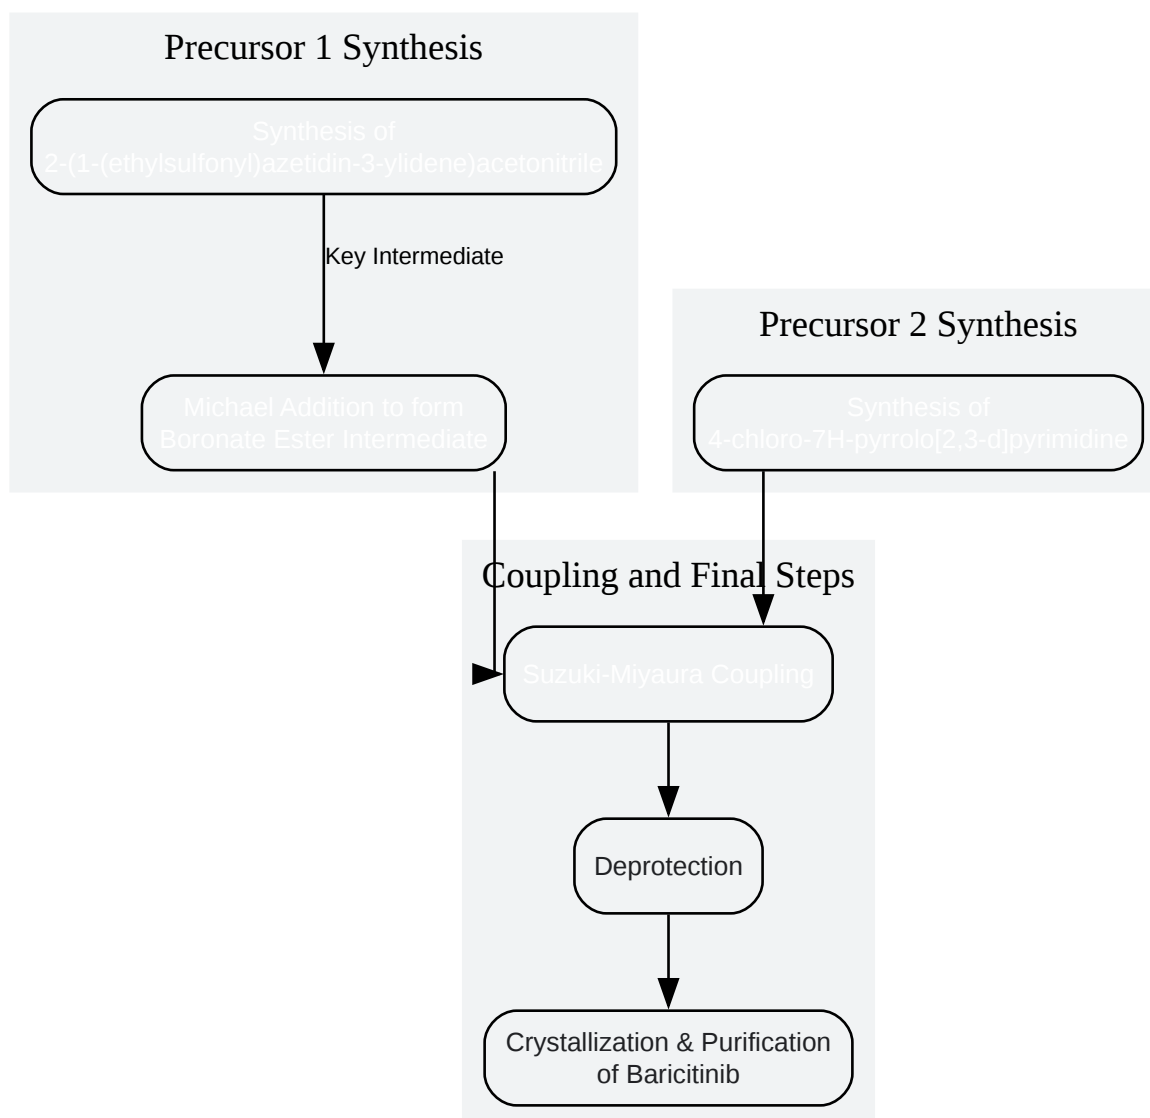 Precursor 1 Synthesis
Synthesis of
2-(1-(ethylsulfonyl)azetidin-3-ylidene)acetonitrile
Key Intermediate
Michael Addition to form
Boronate Ester Intermediate
Precursor 2 Synthesis
Synthesis of
4-chloro-7H-pyrrolo[2,3-d]pyrimidine
Coupling and Final Steps
Suzuki-Miyaura Coupling
Deprotection
Crystallization & Purification
of Baricitinib